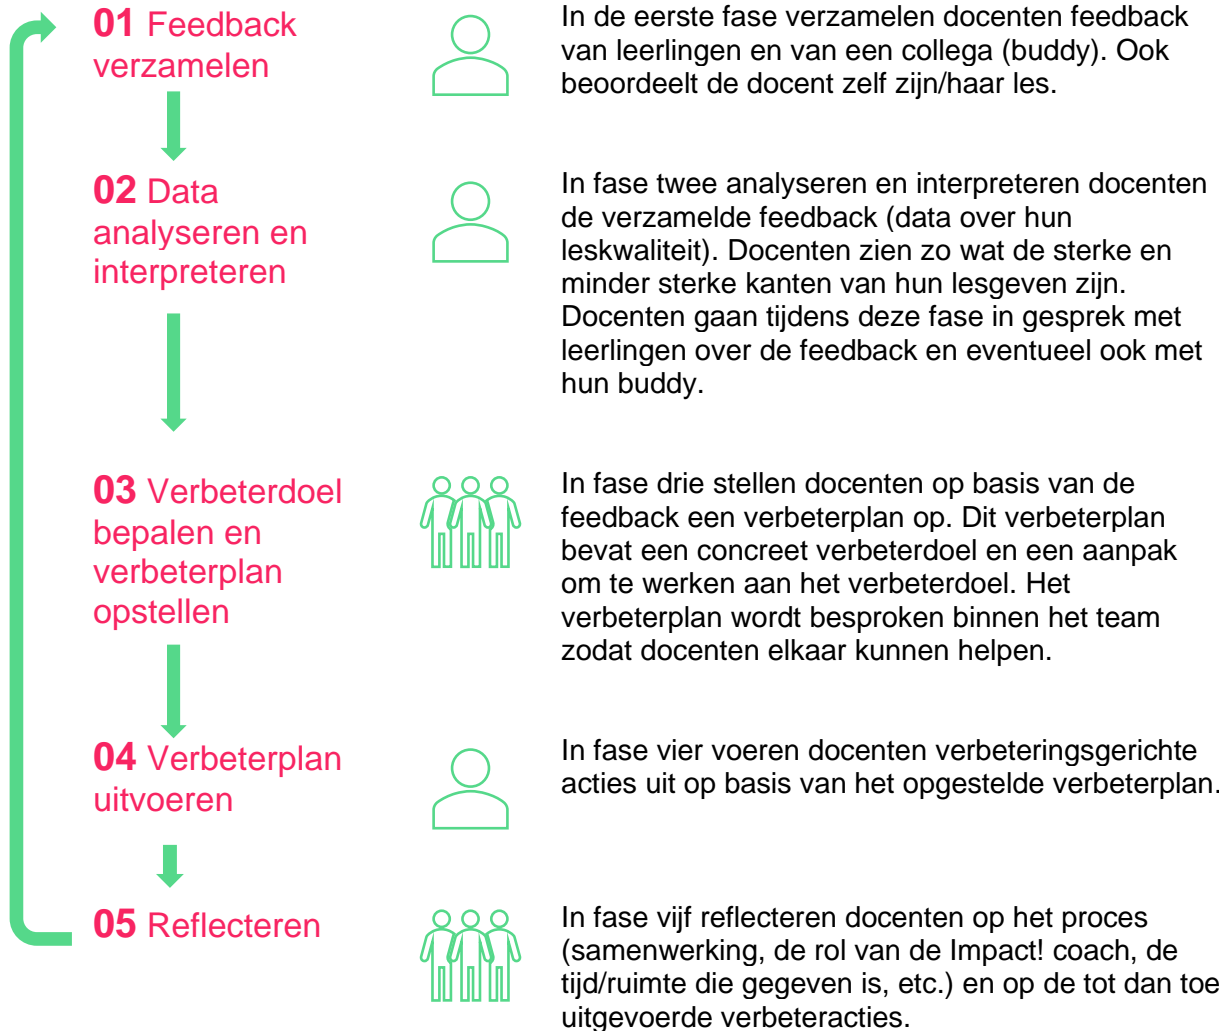 01 Feedback
verzamelen
In de eerste fase verzamelen docenten feedback
van leerlingen en van een collega (buddy). Ook
beoordeelt de docent zelf zijn/haar les.
02 Data
analyseren en
interpreteren
In fase twee analyseren en interpreteren docenten
de verzamelde feedback (data over hun
leskwaliteit). Docenten zien zo wat de sterke en
minder sterke kanten van hun lesgeven zijn.
Docenten gaan tijdens deze fase in gesprek met
leerlingen over de feedback en eventueel ook met
hun buddy.
03 Verbeterdoel
bepalen en
verbeterplan
opstellen
In fase drie stellen docenten op basis van de
feedback een verbeterplan op. Dit verbeterplan
bevat een concreet verbeterdoel en een aanpak
om te werken aan het verbeterdoel. Het
verbeterplan wordt besproken binnen het team
zodat docenten elkaar kunnen helpen.
04 Verbeterplan
uitvoeren
In fase vier voeren docenten verbeteringsgerichte
acties uit op basis van het opgestelde verbeterplan.
05 Reflecteren
In fase vijf reflecteren docenten op het proces
(samenwerking, de rol van de Impact! coach, de
tijd/ruimte die gegeven is, etc.) en op de tot dan toe
uitgevoerde verbeteracties.